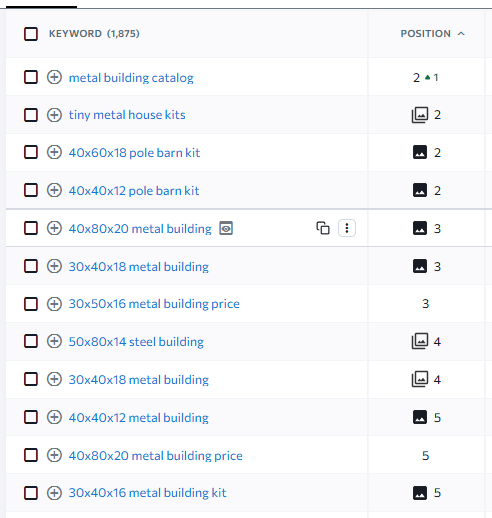 KEYWORD (1,875) POSITION
metal building catalog 2 1
tiny metal house kits 2
40x60x18 pole barn kit 2
40x40x12 pole barn kit 2
40x80x20 metal building 3
30x40x18 metal building 3
30x50x16 metal building price 3
50x80x14 steel building 4
30x40x18 metal building 4
40x40x12 metal building 5
40x80x20 metal building price 5
30x40x16 metal building kit 5